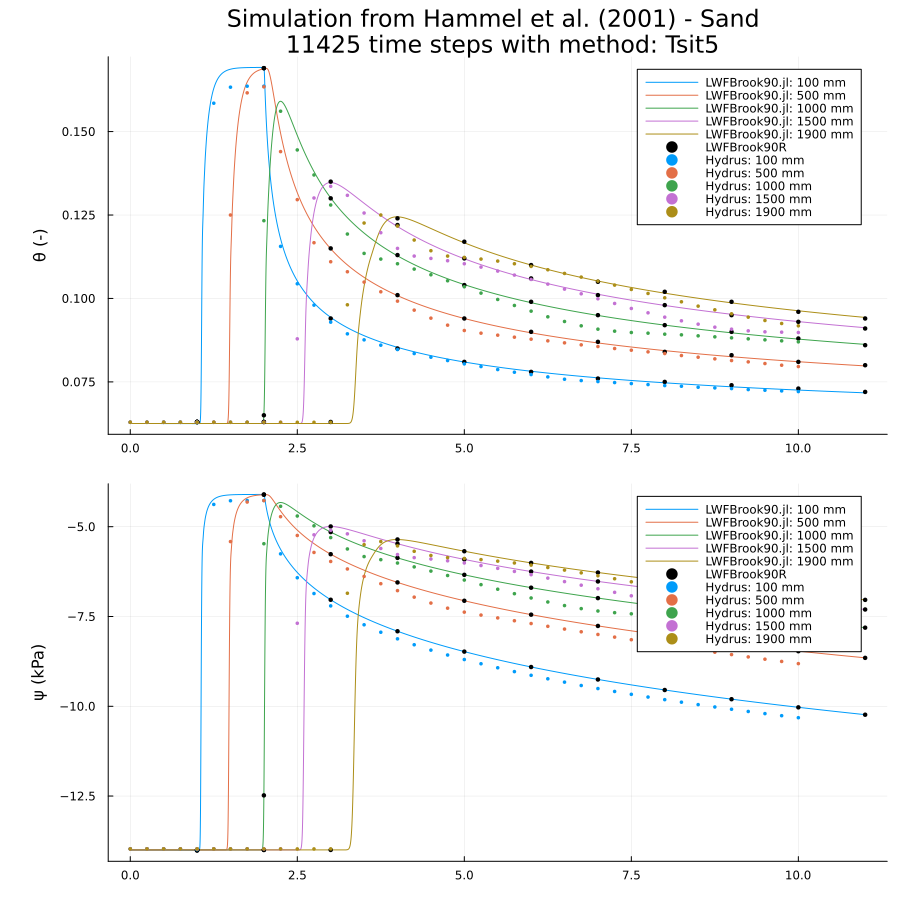 Simulation from Hammel et al. (2001) - Sand
11425 time steps with method: Tsit5
LWFBrook90.jl: 100 mm
LWFBrook90.jl: 500 mm
LWFBrook90.jl: 1000 mm
LWFBrook90.jl: 1500 mm
LWFBrook90.jl: 1900 mm
LWFBrook90R
Hydrus: 100 mm
Hydrus: 500 mm
Hydrus: 1000 mm
Hydrus: 1500 mm
Hydrus: 1900 mm
θ (-)
0.150
0.125
0.100
0.075
0.0 2.5 5.0 7.5 10.0
LWFBrook90.jl: 100 mm
LWFBrook90.jl: 500 mm
LWFBrook90.jl: 1000 mm
LWFBrook90.jl: 1500 mm
LWFBrook90.jl: 1900 mm
LWFBrook90R
Hydrus: 100 mm
Hydrus: 500 mm
Hydrus: 1000 mm
Hydrus: 1500 mm
Hydrus: 1900 mm
ψ (kPa)
−5.0
−7.5
−10.0
−12.5
0.0 2.5 5.0 7.5 10.0